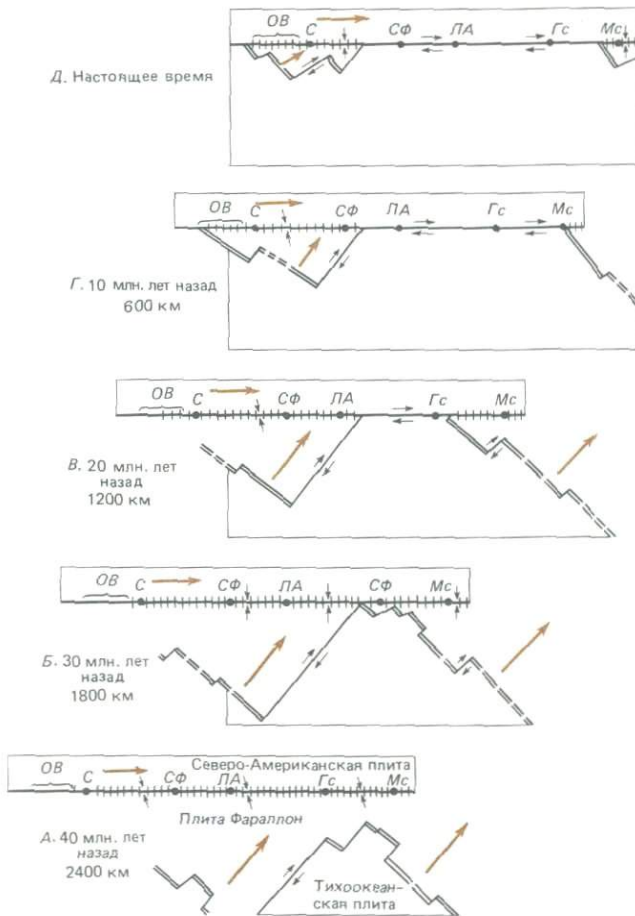 ОВ С СФ ЛА Гс Мс
Д. Настоящее время
ОВ С СФ ЛА Гс Мс
Г. 10 млн. лет назад
600 км
ОВ С СФ ЛА Гс Мс
В. 20 млн. лет
назад
1200 км
ОВ С СФ ЛА СФ Мс
Б. 30 млн. лет
назад
1800 км
Северо-Американская плита
ОВ С СФ ЛА Гс Мс
Плита Фараллон
А. 40 млн. лет
назад
2400 км
Тихоокеан-
ская плита